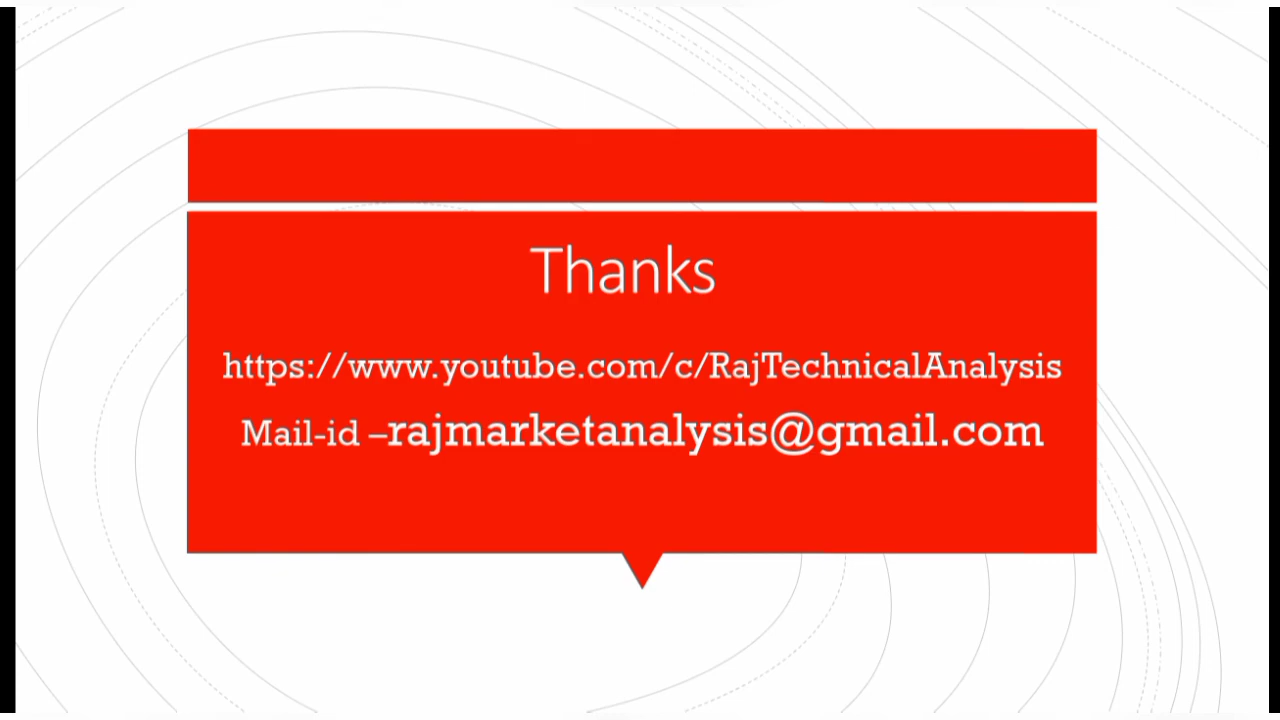 Thanks
https://www.youtube.com/c/RajTechnicalAnalysis
Mail-id –rajmarketanalysis@gmail.com